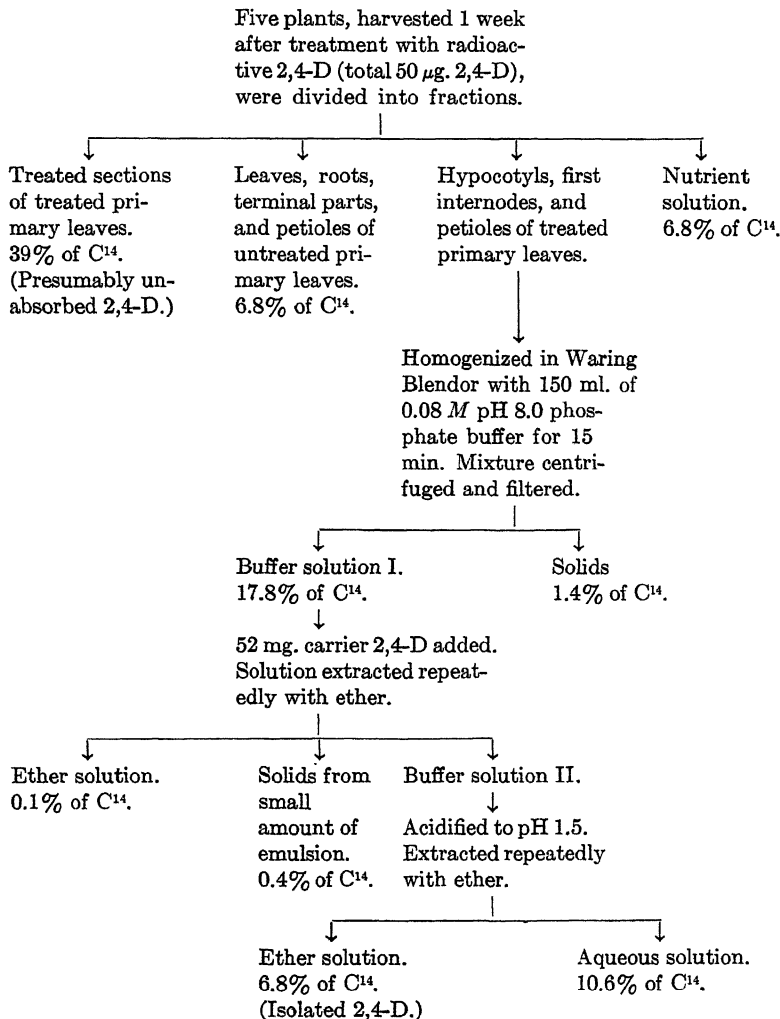 Five plants, harvested 1 week
after treatment with radioac-
tive 2,4-D (total 50 μg. 2,4-D),
were divided into fractions.
Treated sections
of treated pri-
mary leaves.
39% of C¹⁴.
(Presumably un-
absorbed 2,4-D.)
Leaves, roots,
terminal parts,
and petioles of
untreated pri-
mary leaves.
6.8% of C¹⁴.
Hypocotyls, first
internodes, and
petioles of treated
primary leaves.
Nutrient
solution.
6.8% of C¹⁴.
Homogenized in Waring
Blendor with 150 ml. of
0.08 M pH 8.0 phos-
phate buffer for 15
min. Mixture centri-
fuged and filtered.
Buffer solution I.
17.8% of C¹⁴.
Solids
1.4% of C¹⁴.
52 mg. carrier 2,4-D added.
Solution extracted repeat-
edly with ether.
Ether solution.
0.1% of C¹⁴.
Solids from
small
amount of
emulsion.
0.4% of C¹⁴.
Buffer solution II.
Acidified to pH 1.5.
Extracted repeatedly
with ether.
Ether solution.
6.8% of C¹⁴.
(Isolated 2,4-D.)
Aqueous solution.
10.6% of C¹⁴.